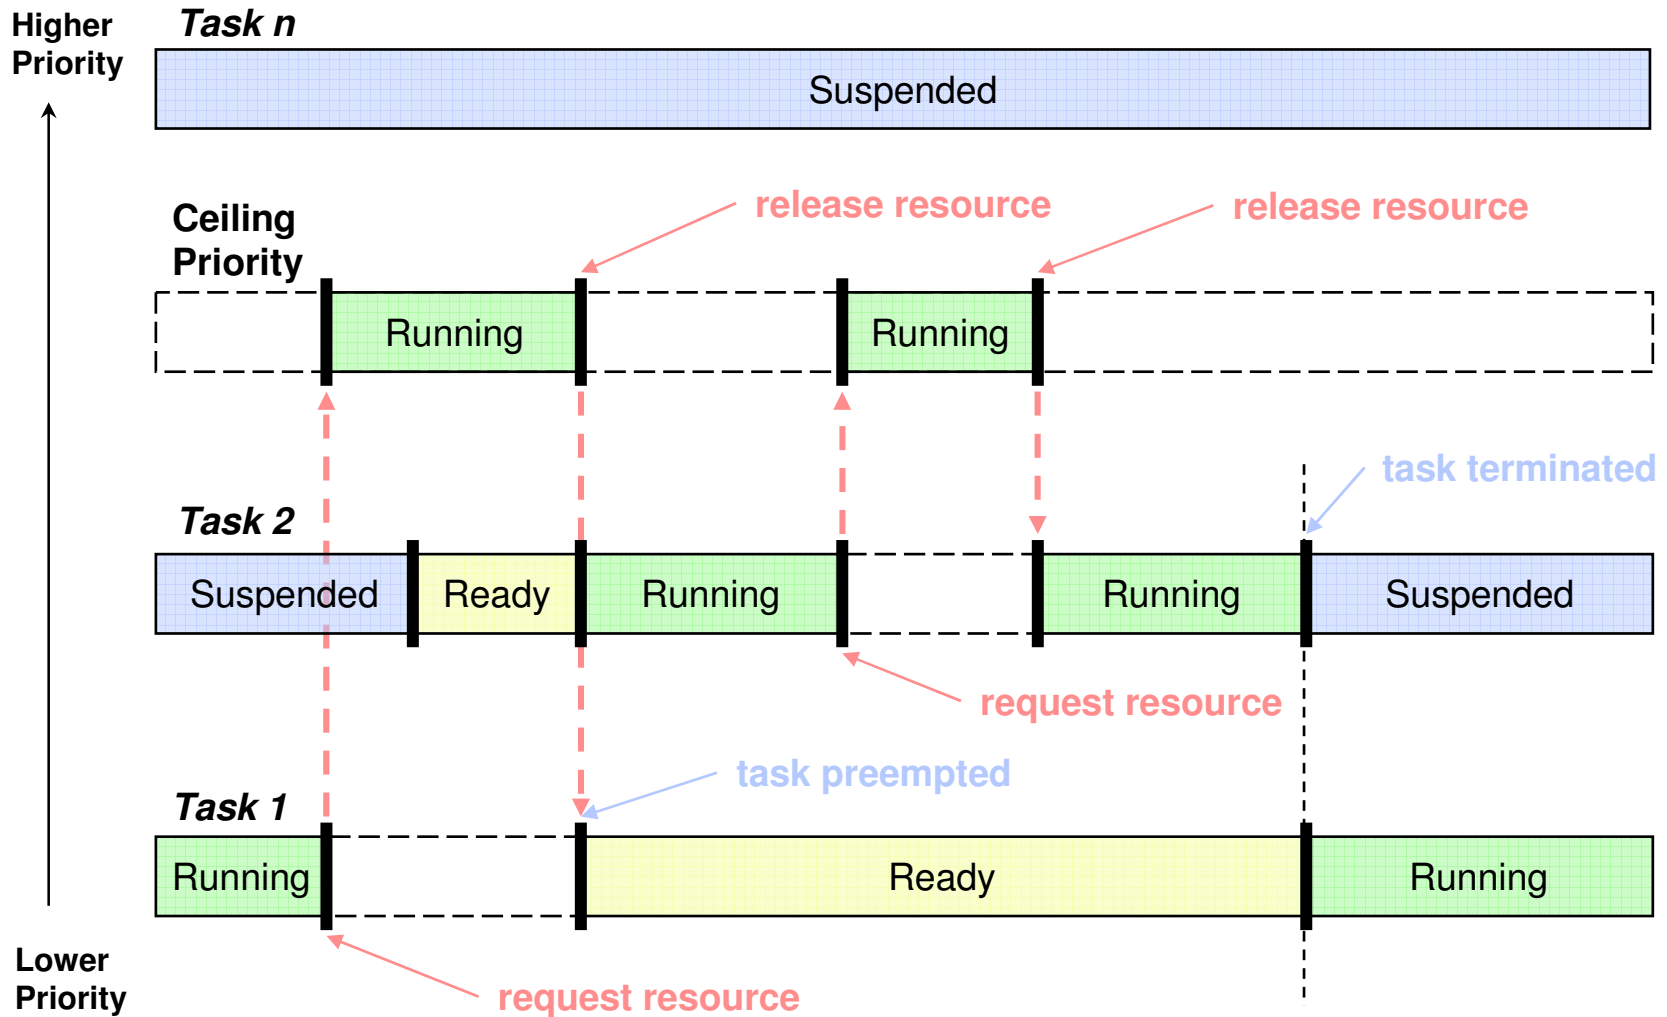 Higher
Priority
Task n
Suspended
release resource
release resource
Ceiling
Priority
Running
Running
task terminated
Task 2
Suspended
Ready
Running
Running
Suspended
request resource
task preempted
Task 1
Running
Ready
Running
Lower
Priority
request resource